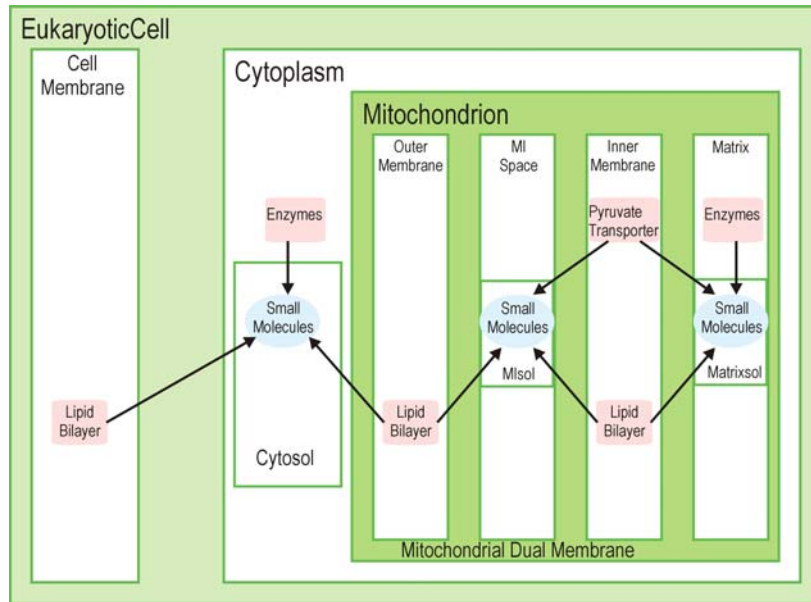 EukaryoticCell
Cell
Membrane
Cytoplasm
Mitochondrion
Outer
Membrane
MI
Space
Inner
Membrane
Matrix
Enzymes
Pyruvate
Transporter
Enzymes
Small
Molecules
Small
Molecules
Small
Molecules
MIsol
Matrixsol
Lipid
Bilayer
Lipid
Bilayer
Lipid
Bilayer
Cytosol
Mitochondrial Dual Membrane